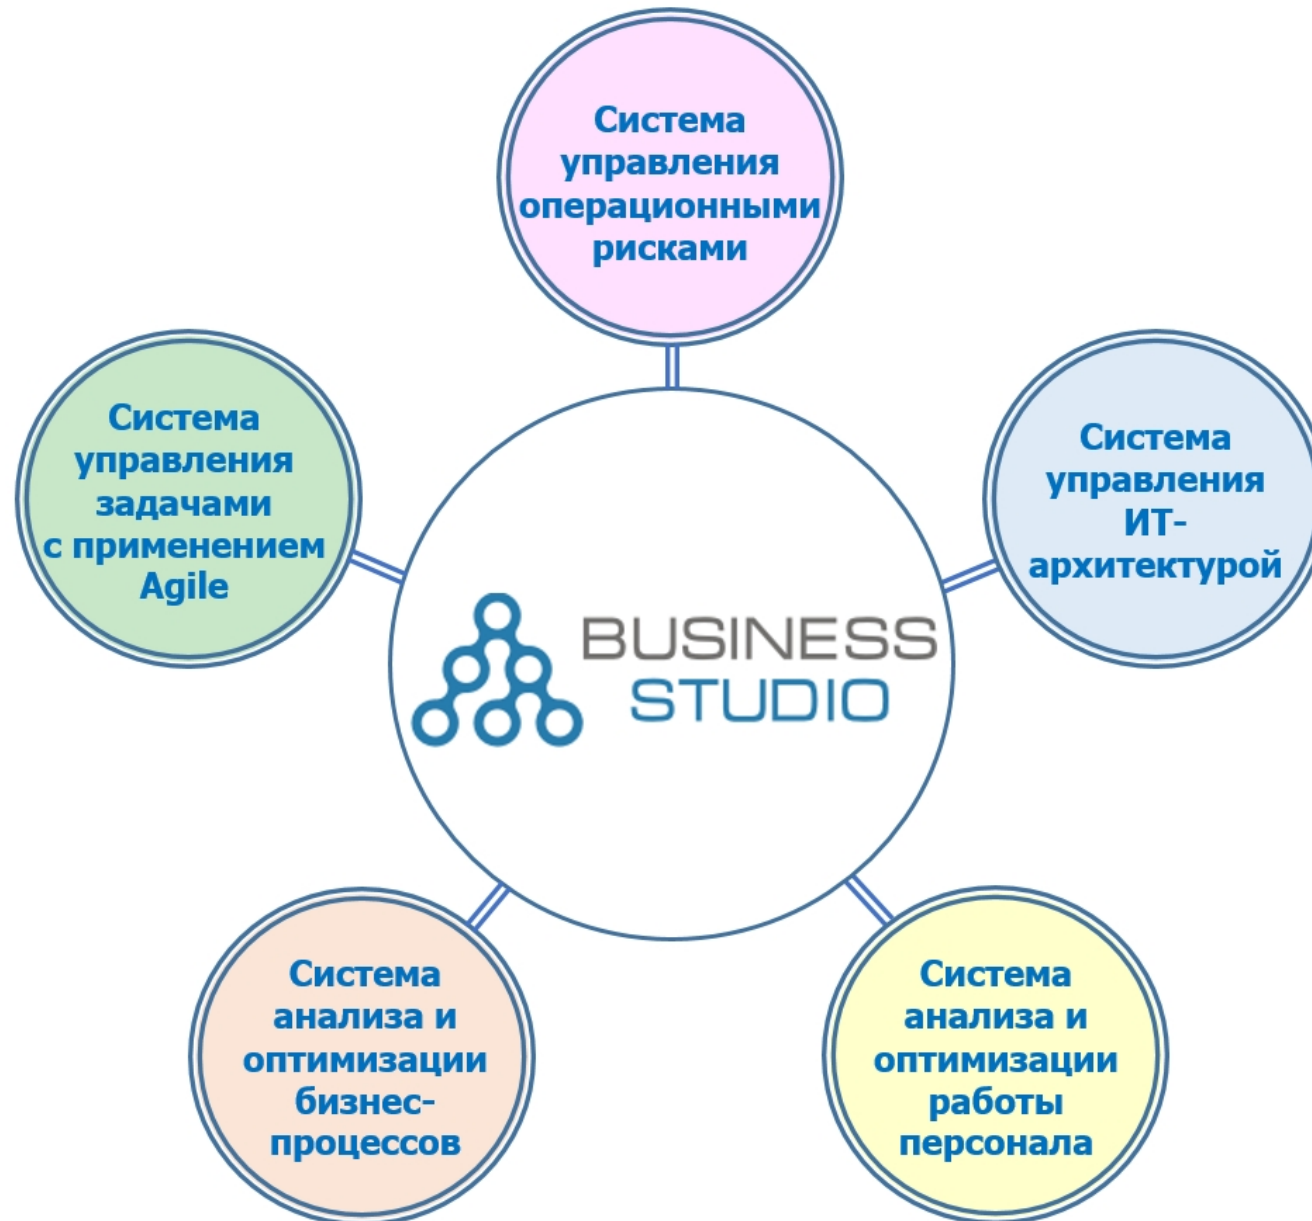 Система
управления
операционными
рисками
Система
управления
задачами
с применением
Agile
Система
управления
ИТ-
архитектурой
BUSINESS
STUDIO
Система
анализа и
оптимизации
бизнес-
процессов
Система
анализа и
оптимизации
работы
персонала